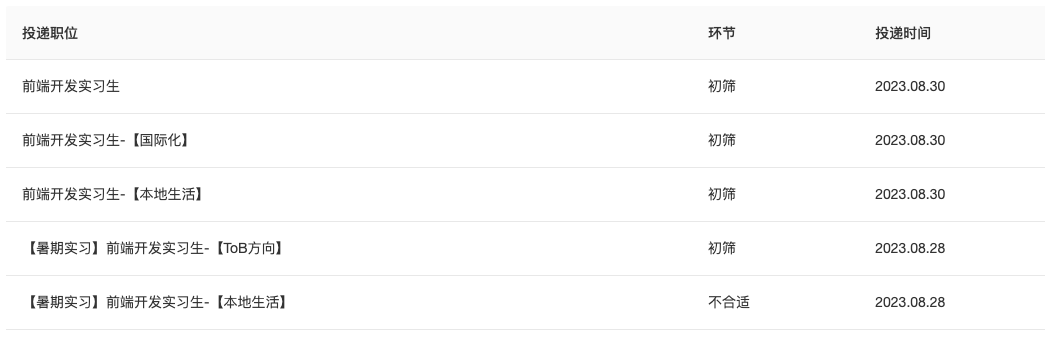 投递职位 环节 投递时间
前端开发实习生 初筛 2023.08.30
前端开发实习生-【国际化】 初筛 2023.08.30
前端开发实习生-【本地生活】 初筛 2023.08.30
【暑期实习】前端开发实习生-【ToB方向】 初筛 2023.08.28
【暑期实习】前端开发实习生-【本地生活】 不合适 2023.08.28